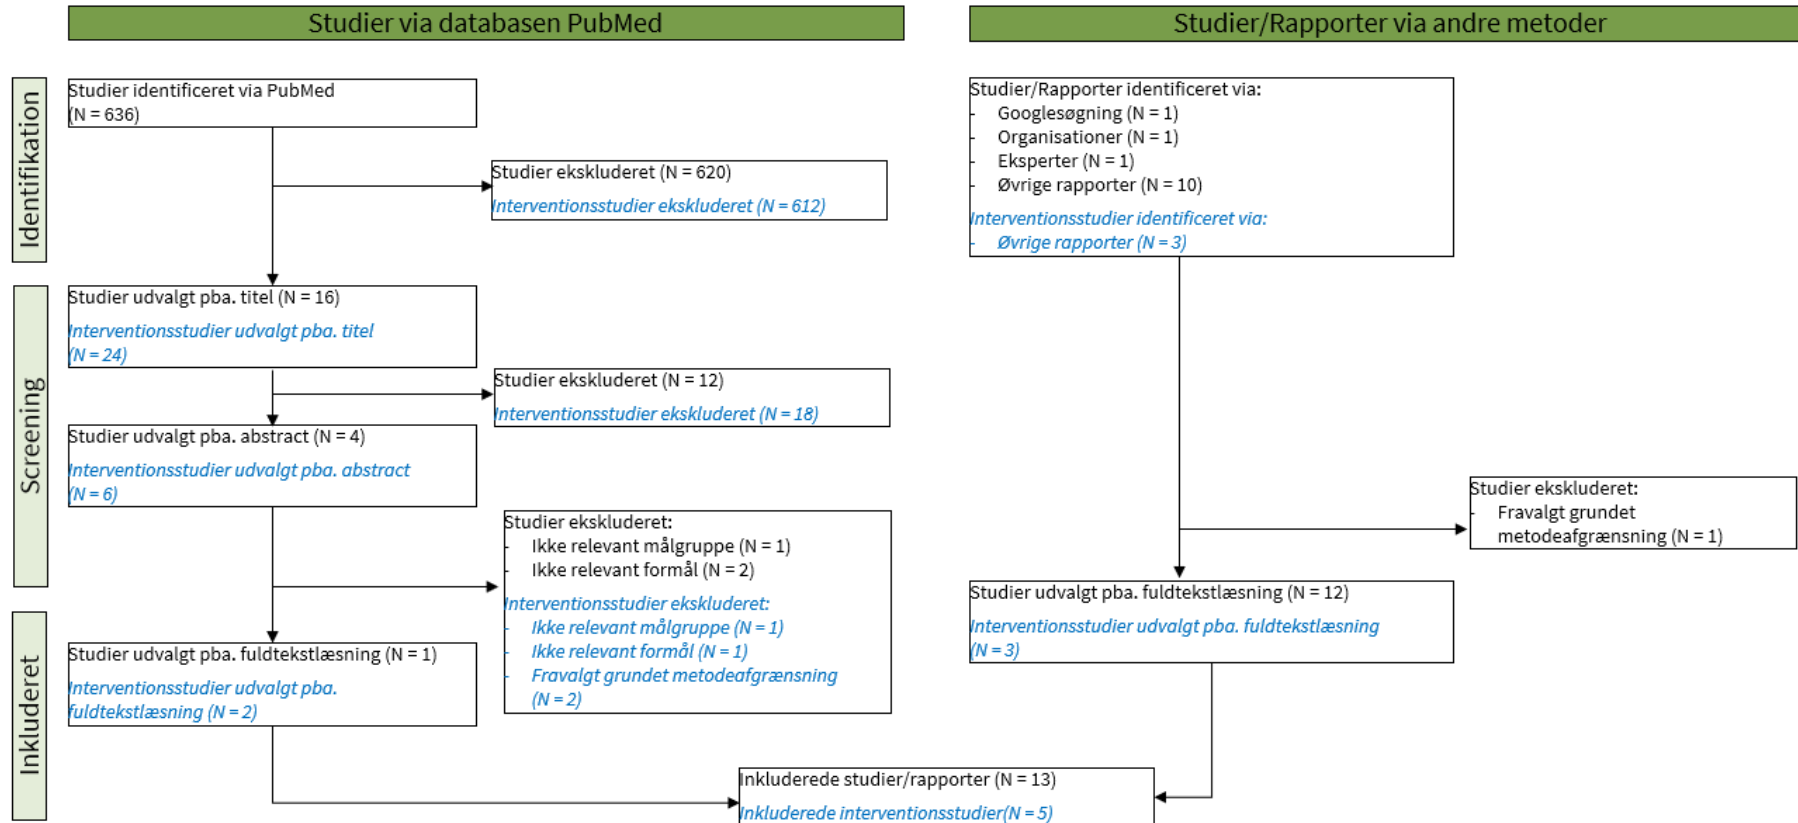 Studier via databasen PubMed
Studier/Rapporter via andre metoder
Identifikation
Studier identificeret via PubMed
(N = 636)
Studier ekskluderet (N = 620)
Interventionsstudier ekskluderet (N = 612)
Studier/Rapporter identificeret via:
- Googlesøgning (N = 1)
- Organisationer (N = 1)
- Eksperter (N = 1)
- Øvrige rapporter (N = 10)
Interventionsstudier identificeret via:
- Øvrige rapporter (N = 3)
Screening
Studier udvalgt pba. titel (N = 16)
Interventionsstudier udvalgt pba. titel
(N = 24)
Studier ekskluderet (N = 12)
Interventionsstudier ekskluderet (N = 18)
Studier udvalgt pba. abstract (N = 4)
Interventionsstudier udvalgt pba. abstract
(N = 6)
Studier ekskluderet:
- Ikke relevant målgruppe (N = 1)
- Ikke relevant formål (N = 2)
Interventionsstudier ekskluderet:
- Ikke relevant målgruppe (N = 1)
- Ikke relevant formål (N = 1)
- Fravalgt grundet metodeafgrænsning
(N = 2)
Studier ekskluderet:
- Fravalgt grundet
metodeafgrænsning (N = 1)
Studier udvalgt pba. fuldtekstlæsning (N = 12)
Interventionsstudier udvalgt pba. fuldtekstlæsning
(N = 3)
Inkluderet
Studier udvalgt pba. fuldtekstlæsning (N = 1)
Interventionsstudier udvalgt pba.
fuldtekstlæsning (N = 2)
Inkluderede studier/rapporter (N = 13)
Inkluderede interventionsstudier(N = 5)